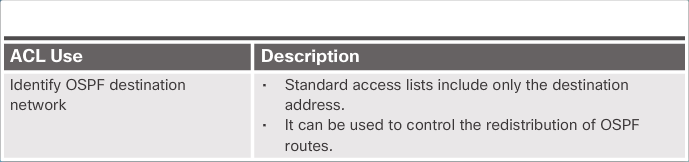 ACL Use
Description
Identify OSPF destination
network
· Standard access lists include only the destination
address.
· It can be used to control the redistribution of OSPF
routes.